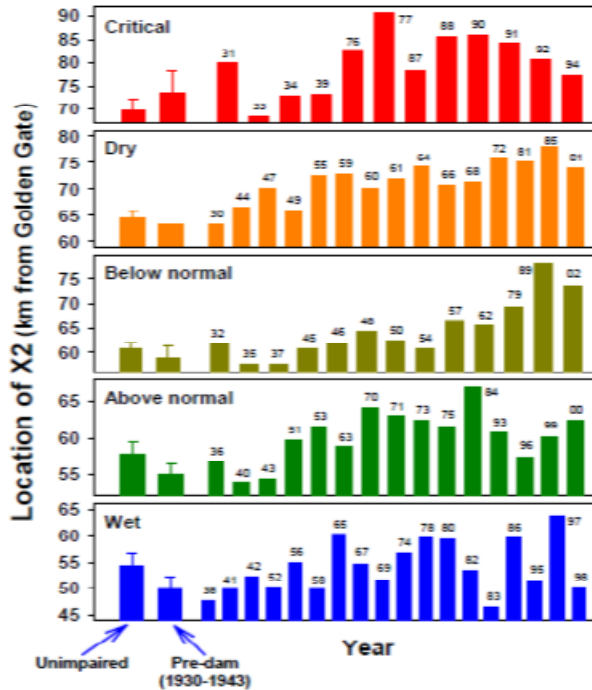 Location of X2 (km from Golden Gate)
Critical
90
85
80
75
70
31 33 34 39 76 77 87 88 90 91 92 94
Dry
80
75
70
65
60
30 44 47 49 55 59 60 61 64 66 68 72 81 85 01
Below normal
75
70
65
60
32 35 37 45 46 48 50 54 57 62 79 89 02
Above normal
65
60
55
36 40 43 51 53 63 70 71 73 75 84 93 96 99 00
Wet
65
60
55
50
45
38 41 42 52 56 58 65 67 69 74 78 80 82 83 86 95 97 98
Year
Unimpaired
Pre-dam
(1930-1943)